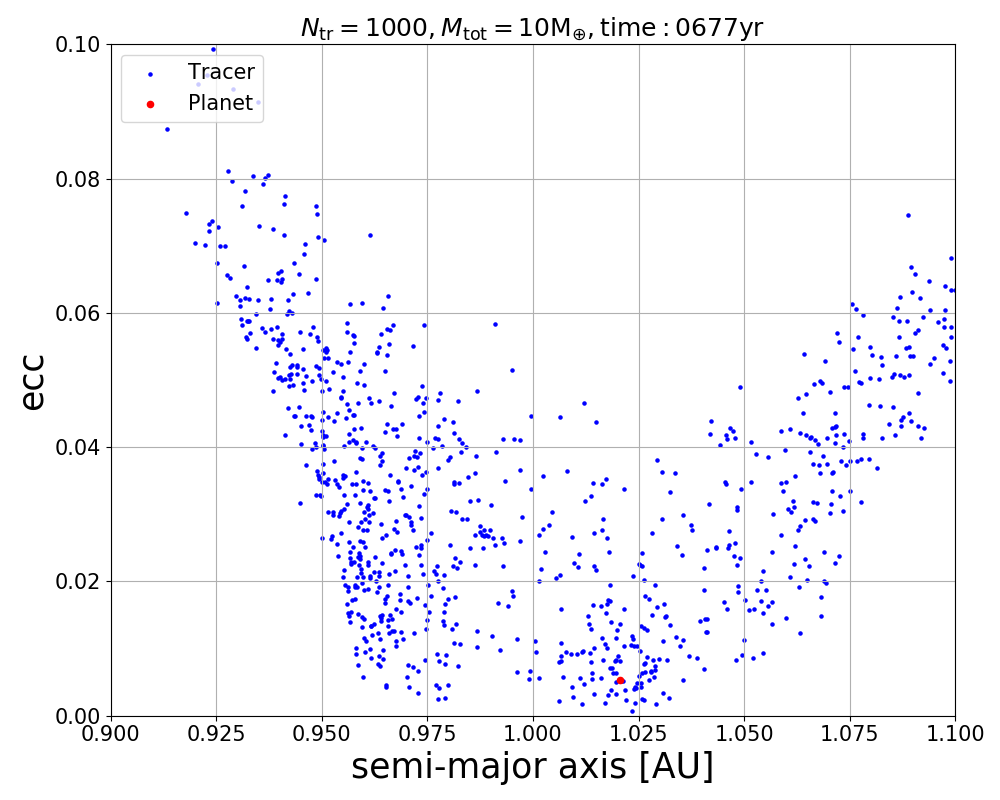 N_tr = 1000, M_tot = 10M_⊕, time : 0677yr
Tracer
Planet
ecc
0.10
0.08
0.06
0.04
0.02
0.00
0.900 0.925 0.950 0.975 1.000 1.025 1.050 1.075 1.100
semi-major axis [AU]